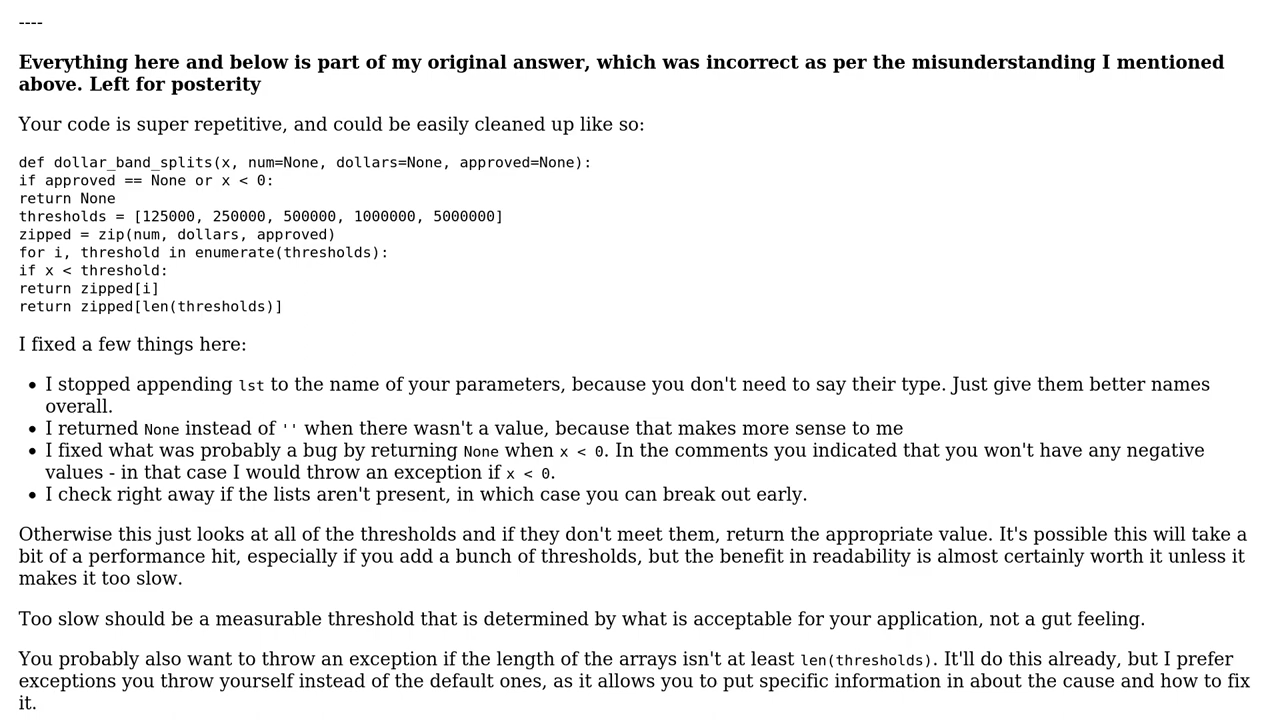 ----
Everything here and below is part of my original answer, which was incorrect as per the misunderstanding I mentioned
above. Left for posterity
Your code is super repetitive, and could be easily cleaned up like so:
def dollar_band_splits(x, num=None, dollars=None, approved=None):
if approved == None or x < 0:
return None
thresholds = [125000, 250000, 500000, 1000000, 5000000]
zipped = zip(num, dollars, approved)
for i, threshold in enumerate(thresholds):
if x < threshold:
return zipped[i]
return zipped[len(thresholds)]
I fixed a few things here:
• I stopped appending lst to the name of your parameters, because you don't need to say their type. Just give them better names
overall.
• I returned None instead of '' when there wasn't a value, because that makes more sense to me
• I fixed what was probably a bug by returning None when x < 0. In the comments you indicated that you won't have any negative
values - in that case I would throw an exception if x < 0.
• I check right away if the lists aren't present, in which case you can break out early.
Otherwise this just looks at all of the thresholds and if they don't meet them, return the appropriate value. It's possible this will take a
bit of a performance hit, especially if you add a bunch of thresholds, but the benefit in readability is almost certainly worth it unless it
makes it too slow.
Too slow should be a measurable threshold that is determined by what is acceptable for your application, not a gut feeling.
You probably also want to throw an exception if the length of the arrays isn't at least len(thresholds). It'll do this already, but I prefer
exceptions you throw yourself instead of the default ones, as it allows you to put specific information in about the cause and how to fix
it.